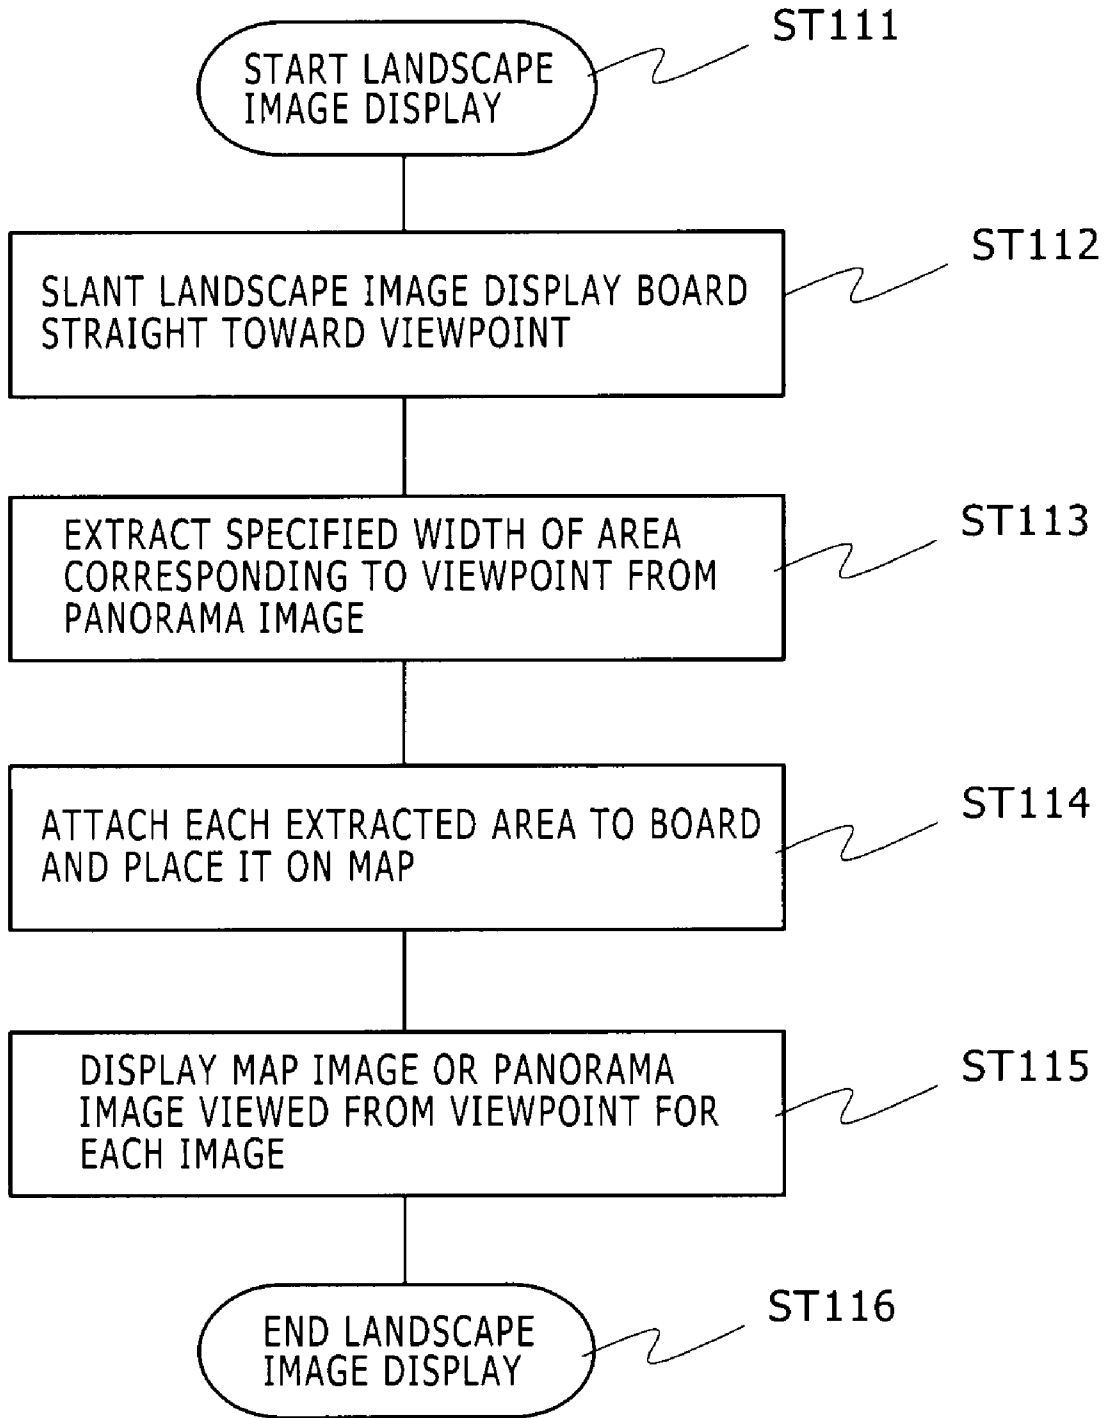 ST111
START LANDSCAPE
IMAGE DISPLAY
ST112
SLANT LANDSCAPE IMAGE DISPLAY BOARD
STRAIGHT TOWARD VIEWPOINT
ST113
EXTRACT SPECIFIED WIDTH OF AREA
CORRESPONDING TO VIEWPOINT FROM
PANORAMA IMAGE
ST114
ATTACH EACH EXTRACTED AREA TO BOARD
AND PLACE IT ON MAP
ST115
DISPLAY MAP IMAGE OR PANORAMA
IMAGE VIEWED FROM VIEWPOINT FOR
EACH IMAGE
ST116
END LANDSCAPE
IMAGE DISPLAY